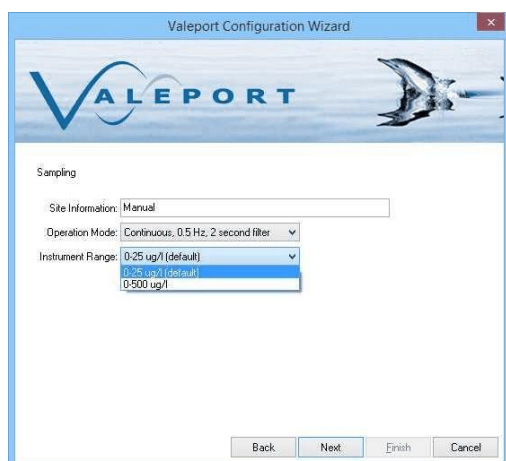 Valeport Configuration Wizard
VALEPORT
Sampling
Site Information: Manual
Operation Mode: Continuous, 0.5 Hz, 2 second filter
Instrument Range: 0-25 ug/l (default)
0-25 ug/l (default)
0-500 ug/l
Back Next Finish Cancel